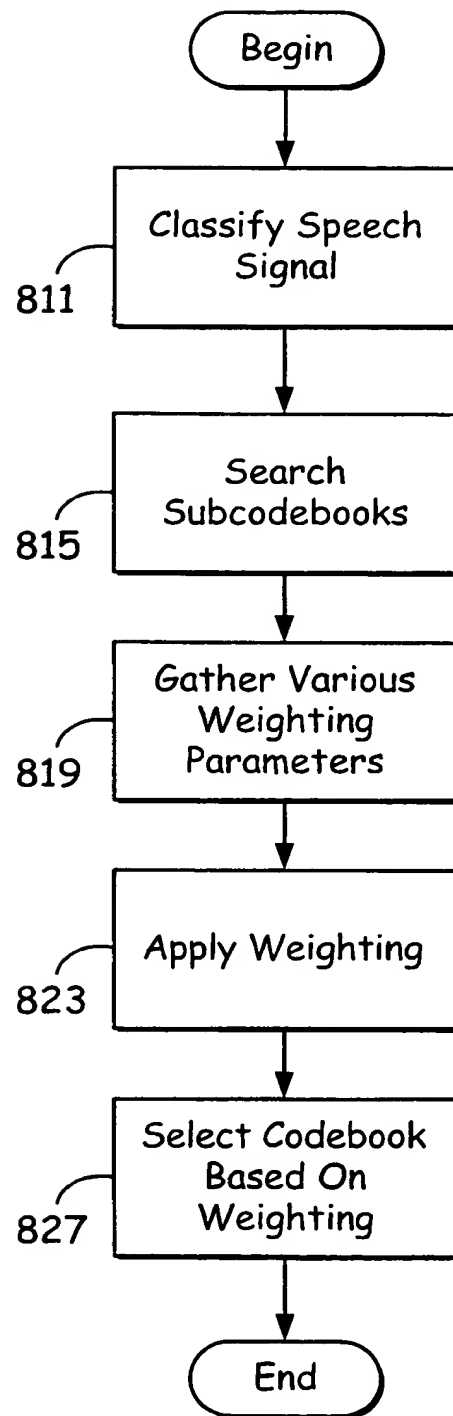 Begin
Classify Speech
Signal
811
Search
Subcodebooks
815
Gather Various
Weighting
Parameters
819
Apply Weighting
823
Select Codebook
Based On
Weighting
827
End